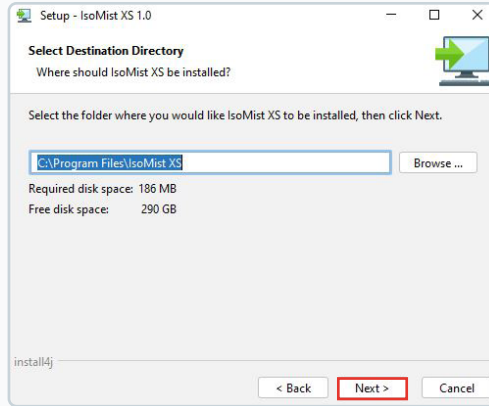 Setup - IsoMist XS 1.0
Select Destination Directory
Where should IsoMist XS be installed?
Select the folder where you would like IsoMist XS to be installed, then click Next.
C:\Program Files\IsoMist XS
Browse ...
Required disk space: 186 MB
Free disk space: 290 GB
install4j
< Back Next > Cancel